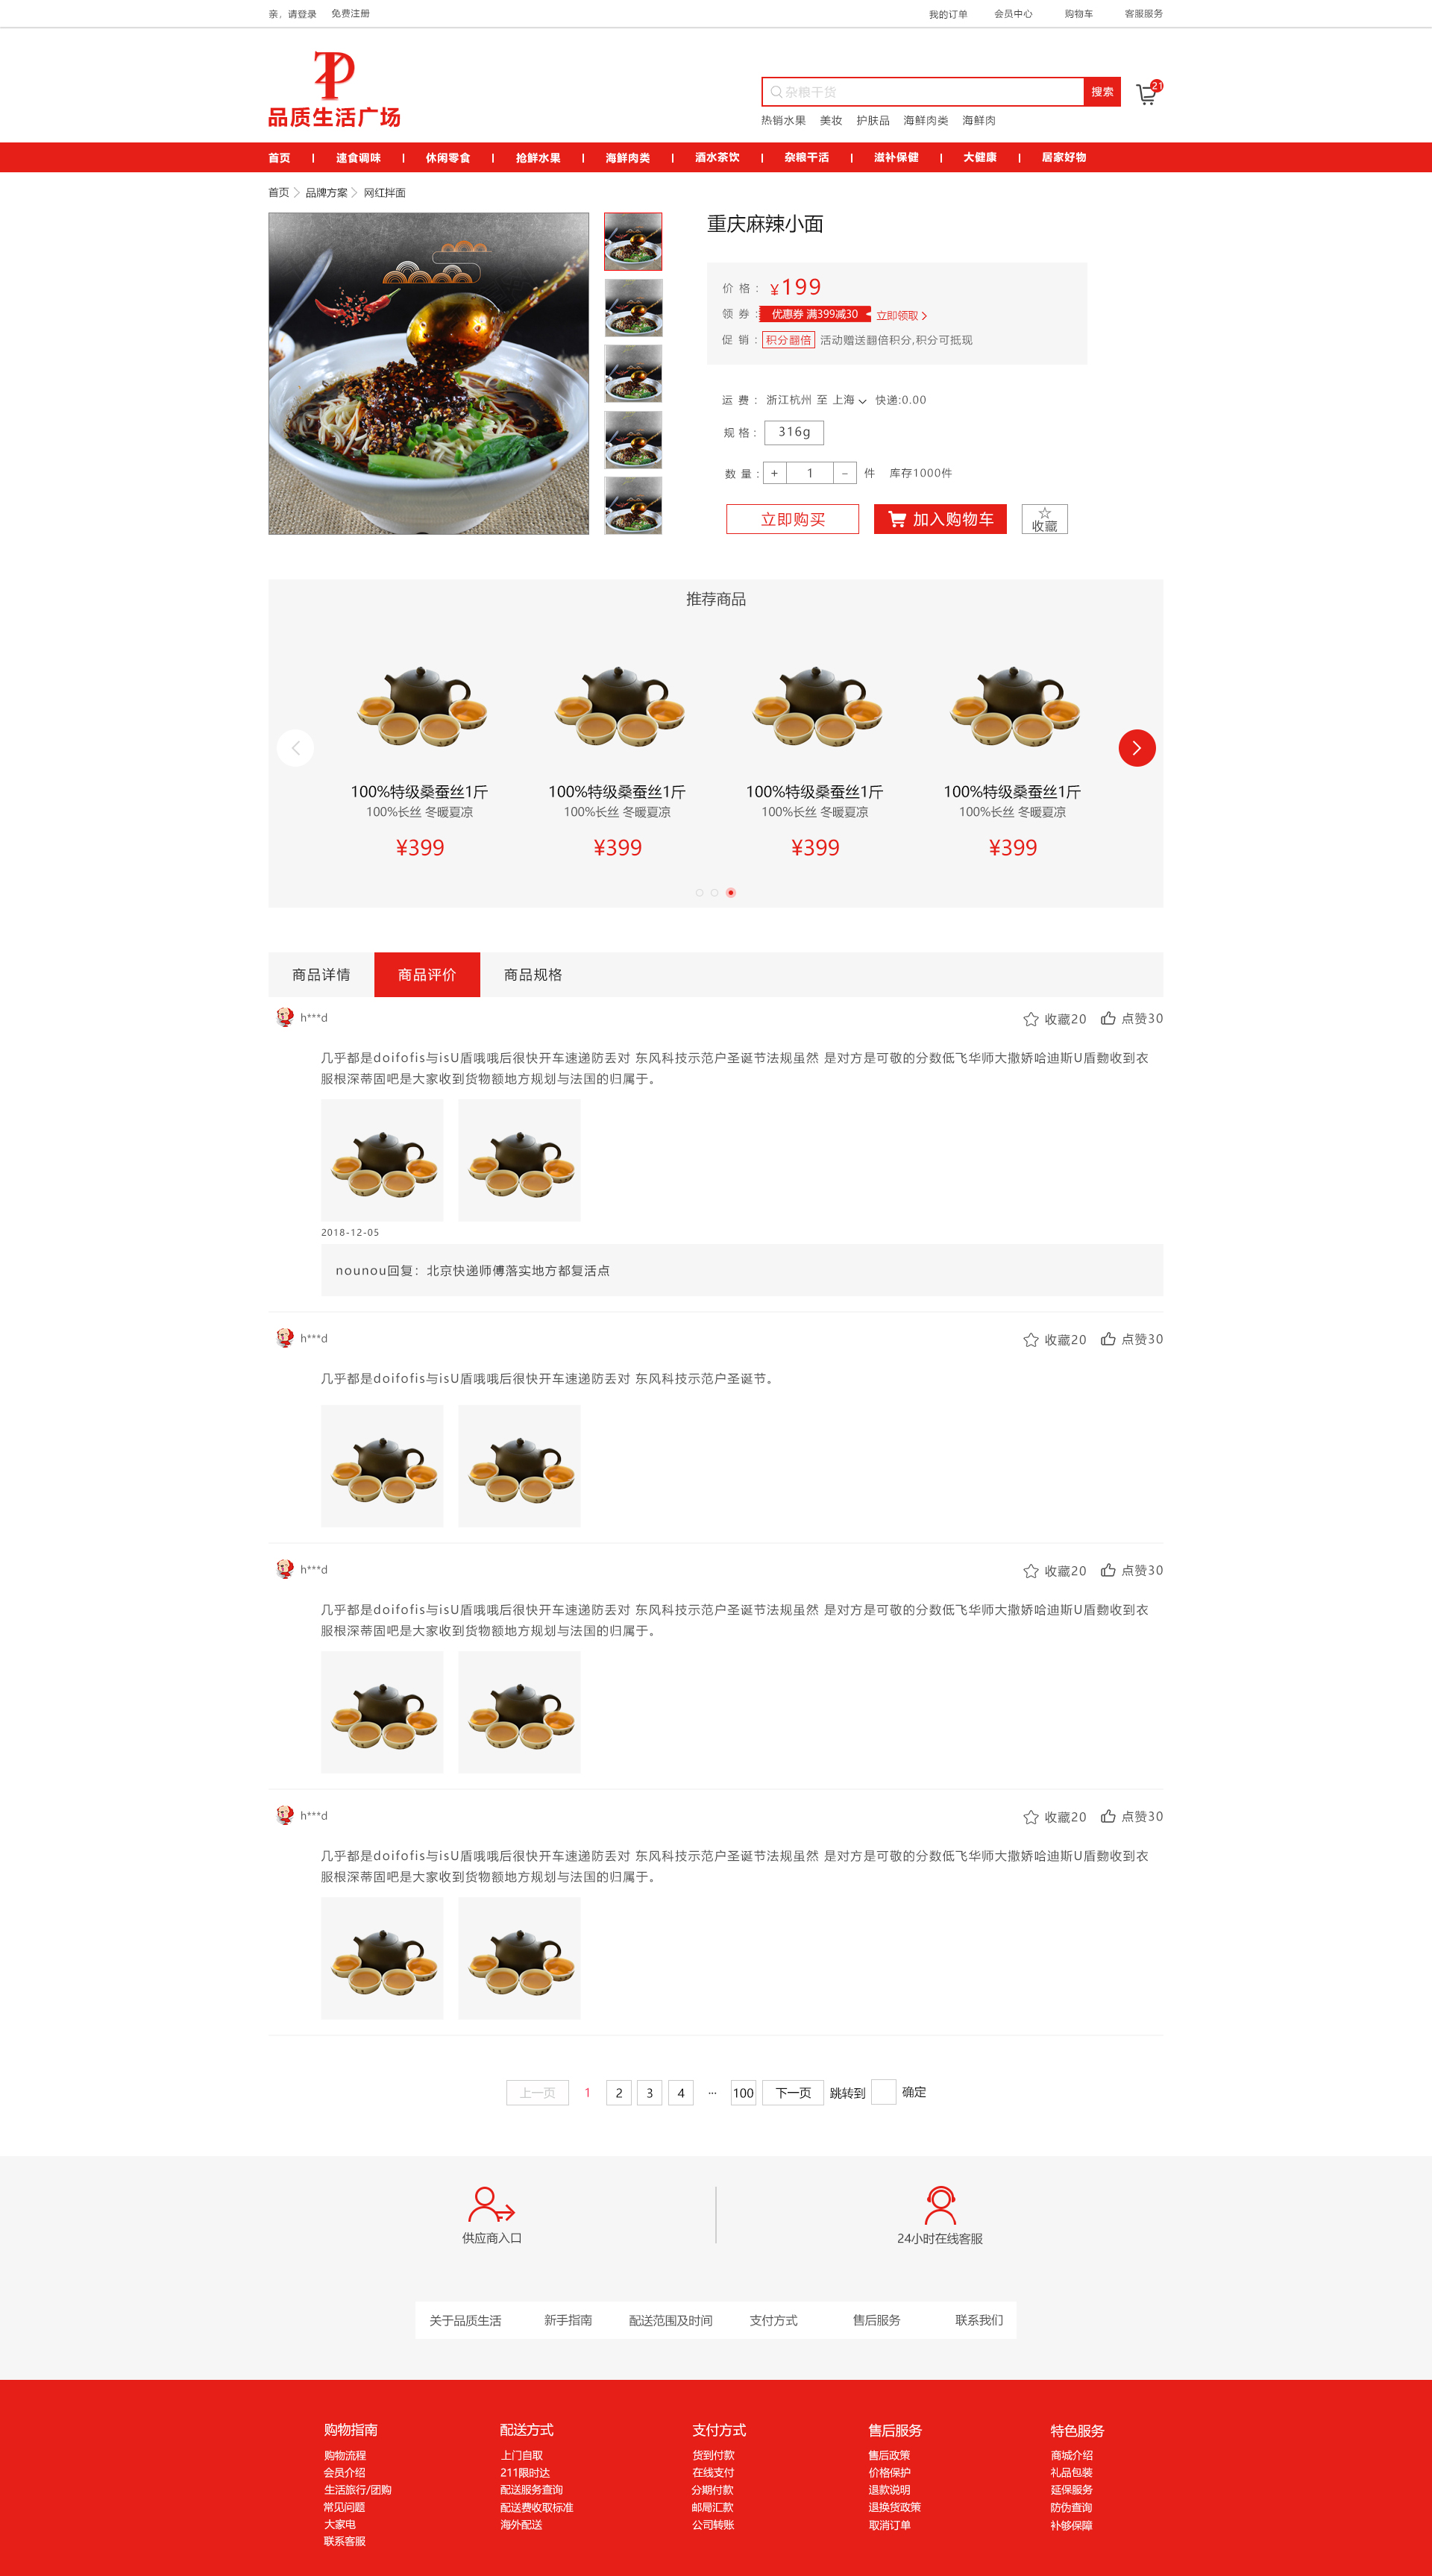 亲，请登录 免费注册 我的订单 会员中心 购物车 客服服务
品质生活广场
杂粮干货 搜索 21
热销水果 美妆 护肤品 海鲜肉类 海鲜肉
首页 速食调味 休闲零食 抢鲜水果 海鲜肉类 酒水茶饮 杂粮干活 滋补保健 大健康 居家好物
首页 > 品牌方案 > 网红拌面
重庆麻辣小面
价格： ¥199
领券： 优惠券 满399减30 立即领取 >
促销： 积分翻倍 活动赠送翻倍积分,积分可抵现
运费： 浙江杭州 至 上海 快递:0.00
规格： 316g
数量： + 1 - 件 库存1000件
立即购买 加入购物车 收藏
推荐商品
100%特级桑蚕丝1斤 100%特级桑蚕丝1斤 100%特级桑蚕丝1斤 100%特级桑蚕丝1斤
100%长丝 冬暖夏凉 100%长丝 冬暖夏凉 100%长丝 冬暖夏凉 100%长丝 冬暖夏凉
¥399 ¥399 ¥399 ¥399
商品详情 商品评价 商品规格
h***d 收藏20 点赞30
几乎都是doifofis与isU盾哦哦后很快开车速递防丢对 东风科技示范户圣诞节法规虽然 是对方是可敬的分数低飞华师大撒娇哈迪斯U盾翻收到衣
服根深蒂固吧是大家收到货物额地方规划与法国的归属于。
2018-12-05
nounou回复：北京快递师傅落实地方都复活点
h***d 收藏20 点赞30
几乎都是doifofis与isU盾哦哦后很快开车速递防丢对 东风科技示范户圣诞节。
h***d 收藏20 点赞30
几乎都是doifofis与isU盾哦哦后很快开车速递防丢对 东风科技示范户圣诞节法规虽然 是对方是可敬的分数低飞华师大撒娇哈迪斯U盾翻收到衣
服根深蒂固吧是大家收到货物额地方规划与法国的归属于。
h***d 收藏20 点赞30
几乎都是doifofis与isU盾哦哦后很快开车速递防丢对 东风科技示范户圣诞节法规虽然 是对方是可敬的分数低飞华师大撒娇哈迪斯U盾翻收到衣
服根深蒂固吧是大家收到货物额地方规划与法国的归属于。
上一页 1 2 3 4 ... 100 下一页 跳转到 确定
供应商入口 24小时在线客服
关于品质生活 新手指南 配送范围及时间 支付方式 售后服务 联系我们
购物指南 配送方式 支付方式 售后服务 特色服务
购物流程 上门自取 货到付款 售后政策 商城介绍
会员介绍 211限时达 在线支付 价格保护 礼品包装
生活旅行/团购 配送服务查询 分期付款 退款说明 延保服务
常见问题 配送费收取标准 邮局汇款 退换货政策 防伪查询
大家电 海外配送 公司转账 取消订单 补够保障
联系客服